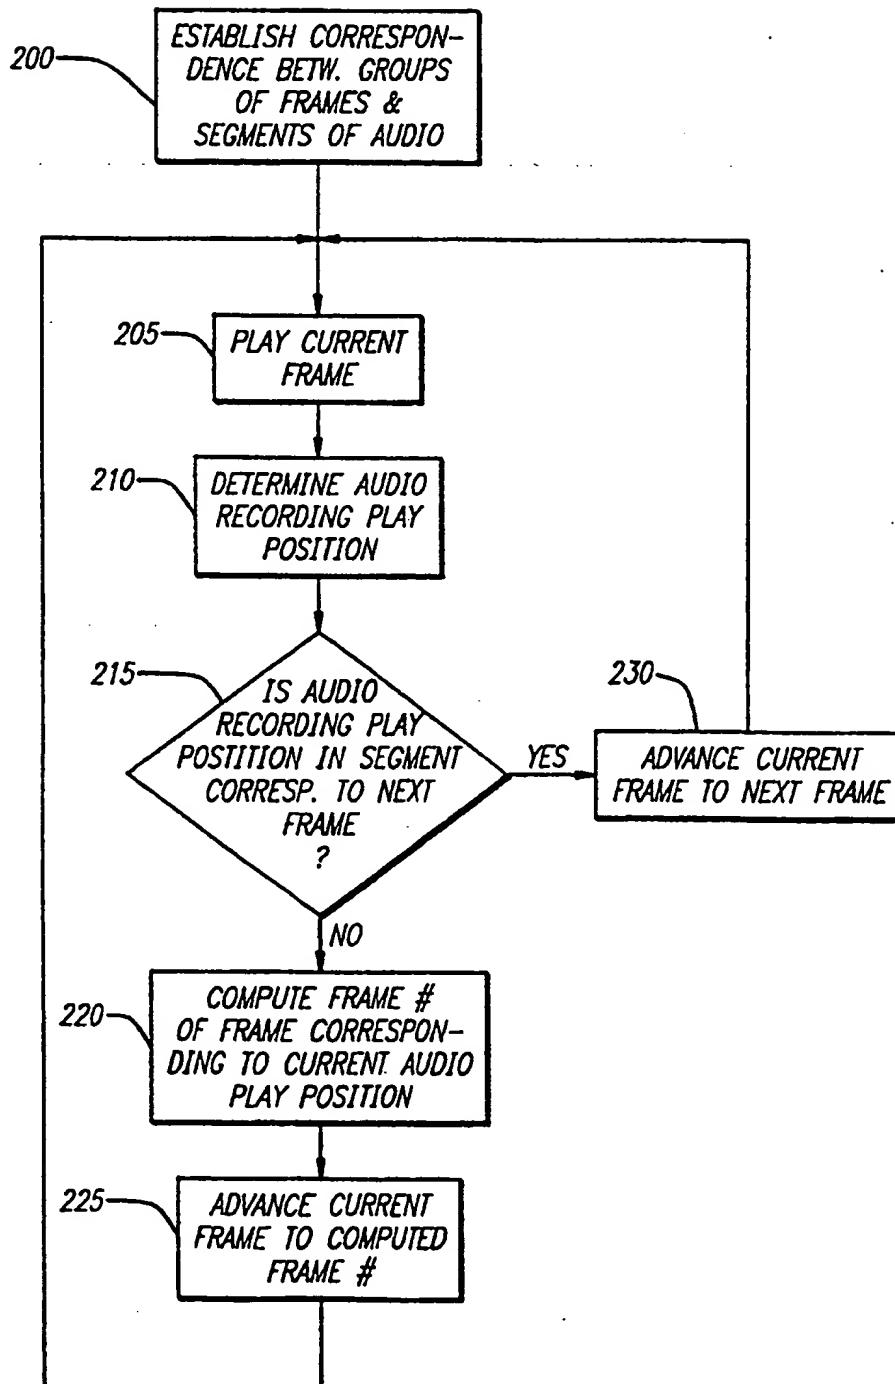 200
ESTABLISH CORRESPON-
DENCE BETW. GROUPS
OF FRAMES &
SEGMENTS OF AUDIO
205
PLAY CURRENT
FRAME
210
DETERMINE AUDIO
RECORDING PLAY
POSITION
215
IS AUDIO
RECORDING PLAY
POSTITION IN SEGMENT
CORRESP. TO NEXT
FRAME
?
YES
230
ADVANCE CURRENT
FRAME TO NEXT FRAME
NO
220
COMPUTE FRAME #
OF FRAME CORRESPON-
DING TO CURRENT AUDIO
PLAY POSITION
225
ADVANCE CURRENT
FRAME TO COMPUTED
FRAME #